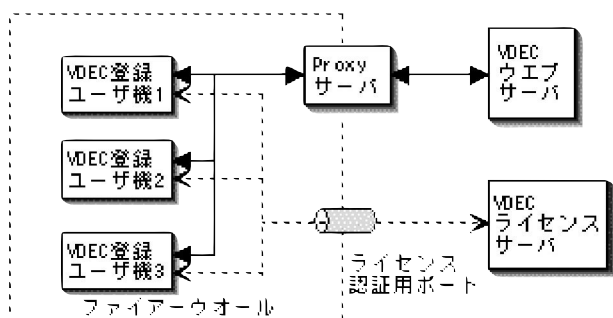 VDEC登録
ユーザ機1
VDEC登録
ユーザ機2
VDEC登録
ユーザ機3
ファイアーウオール
Proxy
サーバ
VDEC
ウエブ
サーバ
VDEC
ライセンス
サーバ
ライセンス
認証用ポート